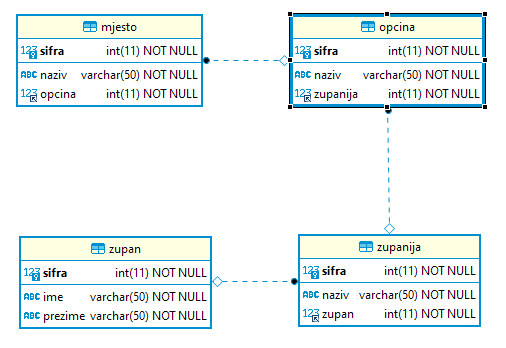 mjesto
123 sifra int(11) NOT NULL
ABC naziv varchar(50) NOT NULL
123 opcina int(11) NOT NULL
opcina
123 sifra int(11) NOT NULL
ABC naziv varchar(50) NOT NULL
123 zupanija int(11) NOT NULL
zupan
123 sifra int(11) NOT NULL
ABC ime varchar(50) NOT NULL
ABC prezime varchar(50) NOT NULL
zupanija
123 sifra int(11) NOT NULL
ABC naziv varchar(50) NOT NULL
123 zupan int(11) NOT NULL